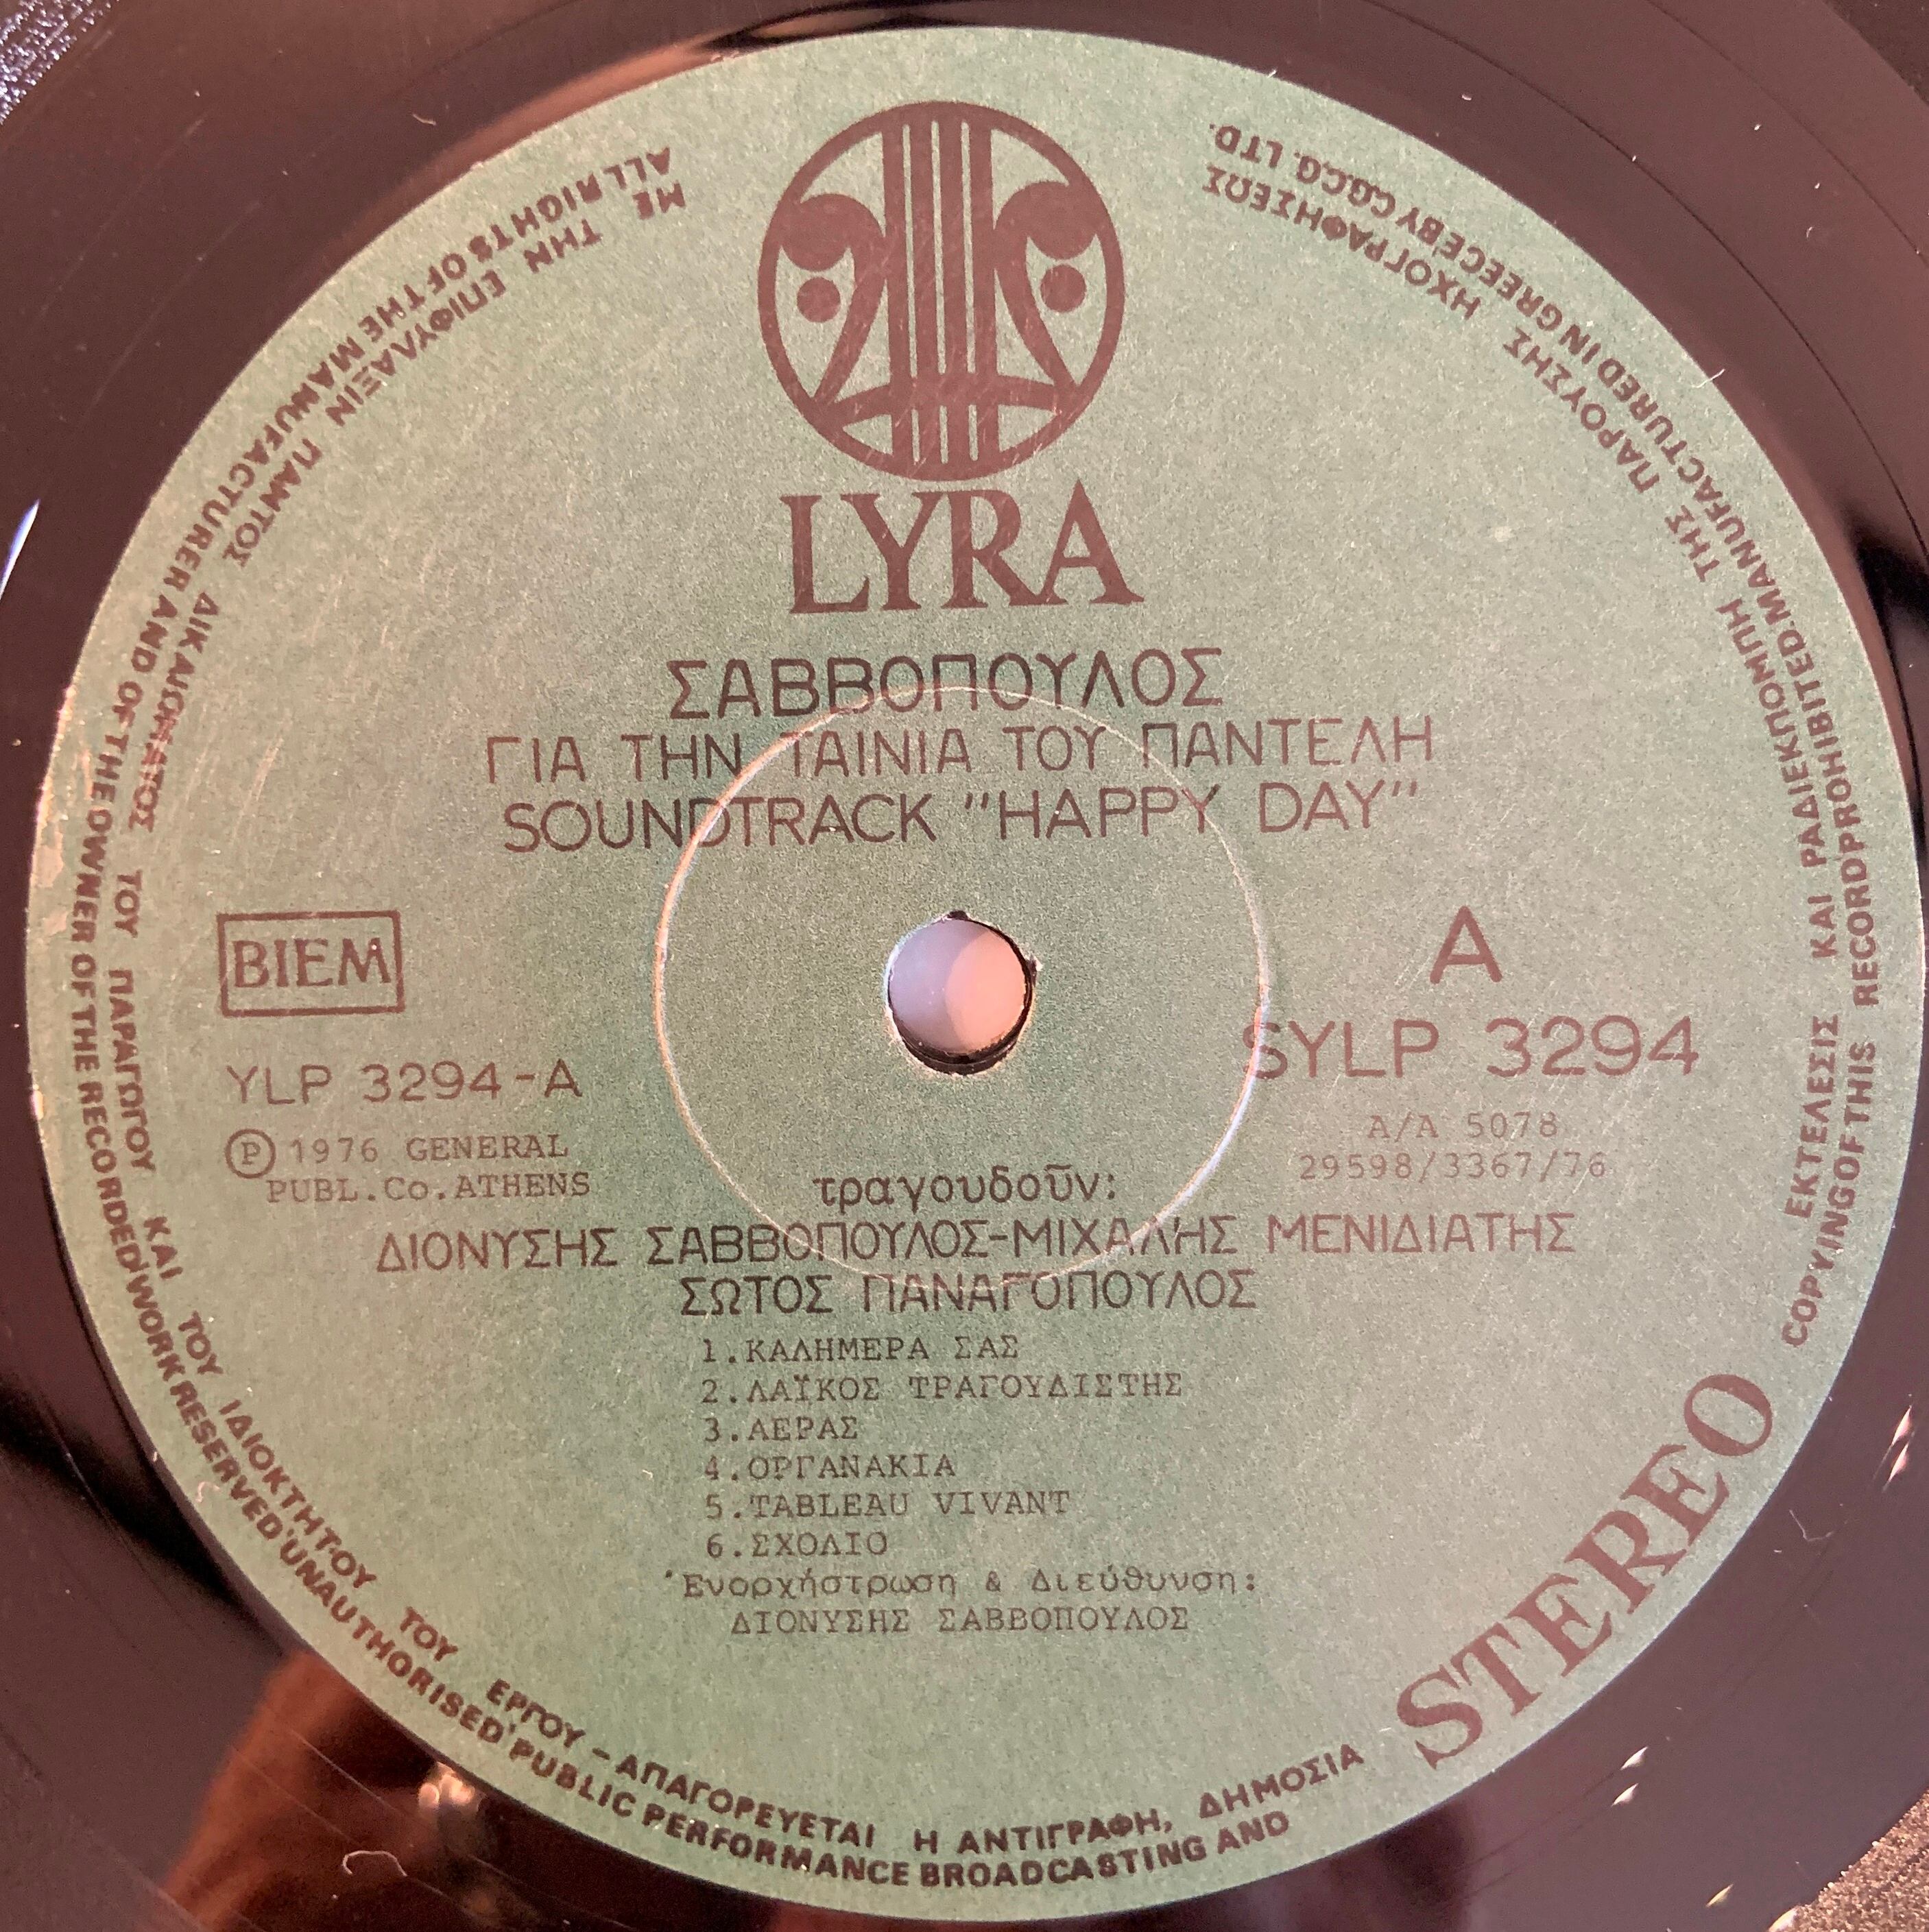 LYRA
ΣΑΒΒΟΠΟΥΛΟΣ
ΓΙΑ ΤΗΝ ΤΑΙΝΙΑ ΤΟΥ ΠΑΝΤΕΛΗ
SOUNDTRACK "HAPPY DAY"
BIEM
A
YLP 3294-A
SYLP 3294
Ⓟ 1976 GENERAL
PUBL.Co.ATHENS
A/A 5078
29598/3367/76
τραγουδοῦν:
ΔΙΟΝΥΣΗΣ ΣΑΒΒΟΠΟΥΛΟΣ-ΜΙΧΑΛΗΣ ΜΕΝΙΔΙΑΤΗΣ
ΣΩΤΟΣ ΠΑΝΑΓΟΠΟΥΛΟΣ
1.ΚΑΛΗΜΕΡΑ ΣΑΣ
2.ΛΑΪΚΟΣ ΤΡΑΓΟΥΔΙΣΤΗΣ
3.ΑΕΡΑΣ
4.ΟΡΓΑΝΑΚΙΑ
5.TABLEAU VIVANT
6.ΣΧΟΛΙΟ
Ἐνορχήστρωση & Διεύθυνση:
ΔΙΟΝΥΣΗΣ ΣΑΒΒΟΠΟΥΛΟΣ
STEREO
ΜΕ ΤΗΝ ΕΠΙΦΥΛΑΞΙΝ ΠΑΝΤΟΣ ΔΙΚΑΙΩΜΑΤΟΣ ΤΟΥ ΠΑΡΑΓΩΓΟΥ ΚΑΙ ΤΟΥ ΙΔΙΟΚΤΗΤΟΥ ΤΟΥ ΕΡΓΟΥ – ΑΠΑΓΟΡΕΥΕΤΑΙ Η ΑΝΤΙΓΡΑΦΗ, ΔΗΜΟΣΙΑ ΕΚΤΕΛΕΣΙΣ ΚΑΙ ΡΑΔΙΕΚΠΟΜΠΗ ΤΗΣ ΠΑΡΟΥΣΗΣ ΗΧΟΓΡΑΦΗΣΕΩΣ
ALL RIGHTS OF THE MANUFACTURER AND OF THE OWNER OF THE RECORDED WORK RESERVED UNAUTHORISED PUBLIC PERFORMANCE BROADCASTING AND COPYING OF THIS RECORD PROHIBITED. MANUFACTURED IN GREECE BY